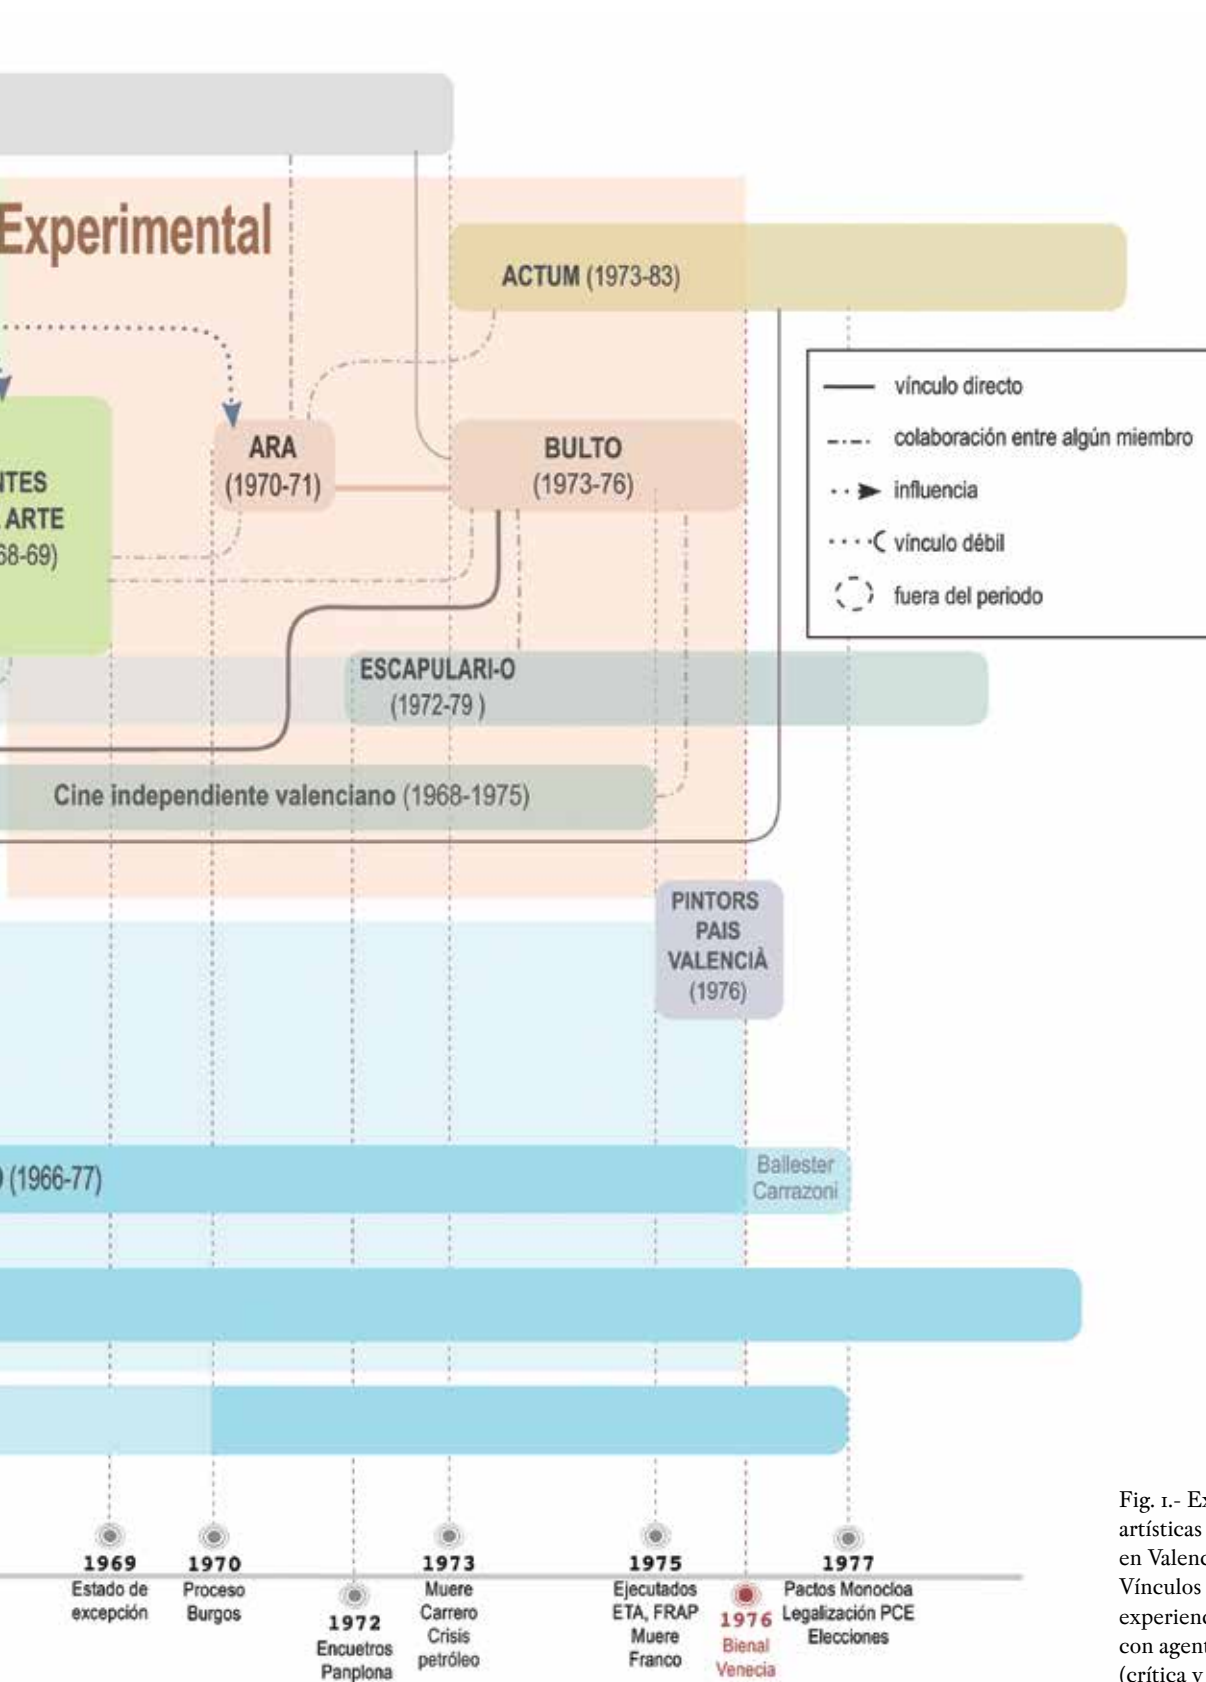 Experimental
ACTUM (1973-83)
vínculo directo
colaboración entre algún miembro
influencia
vínculo débil
fuera del periodo
ARA
(1970-71)
BULTO
(1973-76)
NTES
ARTE
68-69)
ESCAPULARI-O
(1972-79 )
Cine independiente valenciano (1968-1975)
PINTORS
PAIS
VALENCIÀ
(1976)
(1966-77)
Ballester
Carrazoni
1969
Estado de
excepción
1970
Proceso
Burgos
1972
Encuetros
Panplona
1973
Muere
Carrero
Crisis
petróleo
1975
Ejecutados
ETA, FRAP
Muere
Franco
1976
Bienal
Venecia
1977
Pactos Monocloa
Legalización PCE
Elecciones
Fig. 1.- Ex
artísticas
en Valenc
Vínculos
experienc
con agent
(crítica y